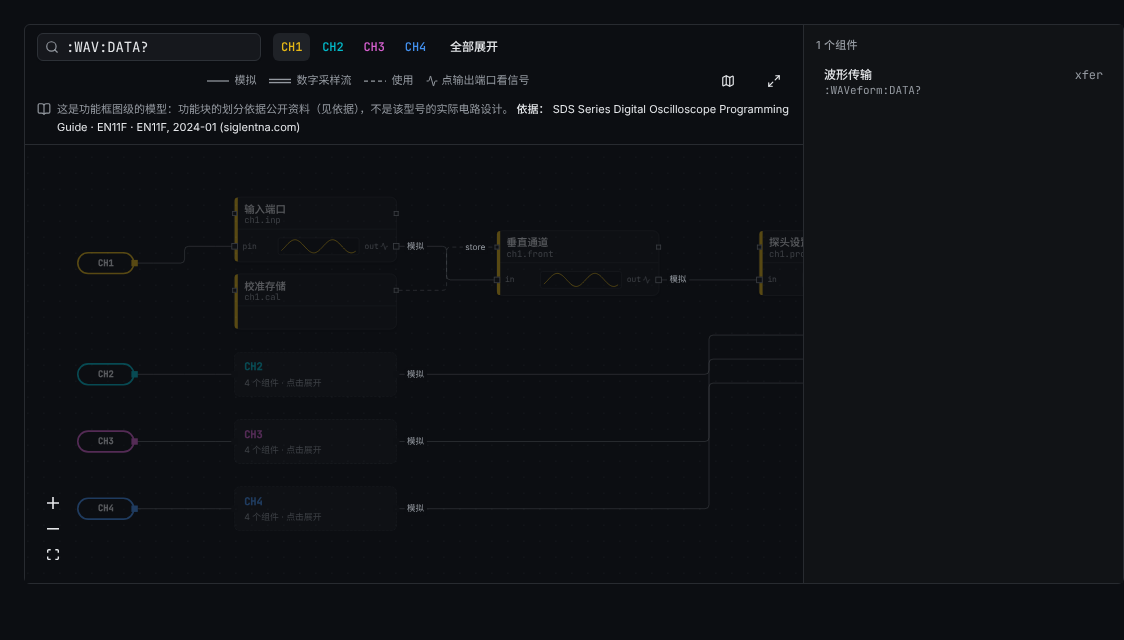 :WAV:DATA?
CH1 CH2 CH3 CH4 全部展开
模拟 数字采样流 使用 点输出端口看信号
这是功能框图级的模型：功能块的划分依据公开资料（见依据），不是该型号的实际电路设计。 依据： SDS Series Digital Oscilloscope Programming
Guide · EN11F · EN11F, 2024-01 (siglentna.com)
1 个组件
波形传输 xfer
:WAVeform:DATA?
输入端口
ch1.inp
pin out 模拟
CH1
校准存储
ch1.cal
store
垂直通道
ch1.front
in out 模拟
探头设
ch1.pr
in
CH2
CH2
4 个组件 · 点击展开
模拟
CH3
CH3
4 个组件 · 点击展开
模拟
CH4
CH4
4 个组件 · 点击展开
模拟